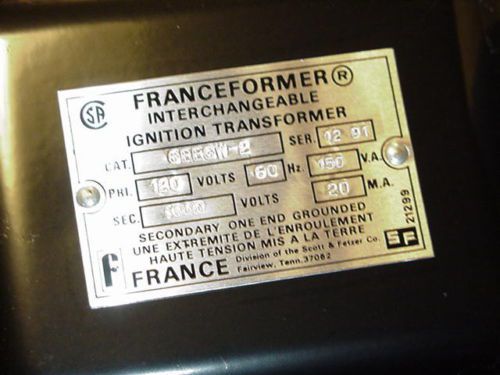 FRANCEFORMER®
INTERCHANGEABLE
IGNITION TRANSFORMER
CAT. SER. 12 91
PRI. 120 VOLTS 60 Hz. 150 V.A.
SEC. VOLTS 20 M.A.
SECONDARY ONE END GROUNDED
UNE EXTREMITE DE L'ENROULEMENT
HAUTE TENSION MIS A LA TERRE
FRANCE Division of the Scott & Fetzer Co.
Fairview, Tenn. 37062
SF
21299